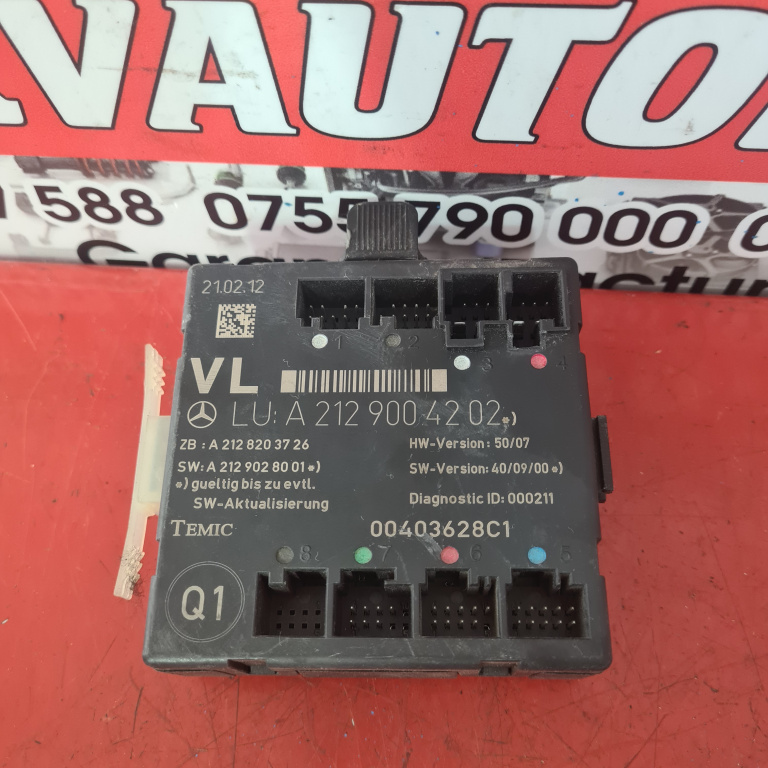 NAUTO
588 0755 790 000 0
21.02.12
1 2 3 4
VL
LU: A 212 900 42 02 *)
ZB : A 212 820 37 26
HW-Version: 50/07
SW: A 212 902 80 01 *)
SW-Version: 40/09/00 *)
*) gueltig bis zu evtl.
SW-Aktualisierung
Diagnostic ID: 000211
TEMIC
00403628C1
8 7 6 5
Q1